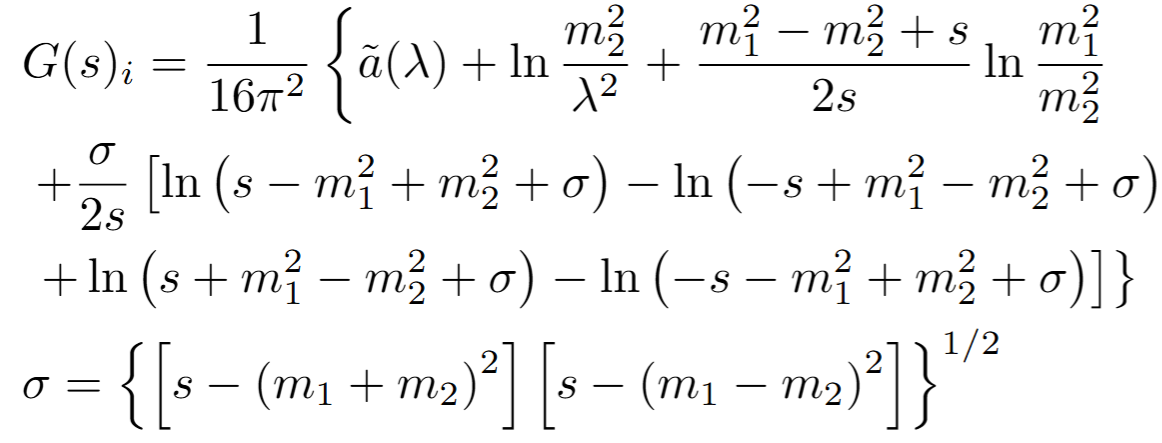 G(s)_i = \frac{1}{16\pi^2} \left\{ \tilde{a}(\lambda) + \ln \frac{m_2^2}{\lambda^2} + \frac{m_1^2 - m_2^2 + s}{2s} \ln \frac{m_1^2}{m_2^2} \right.
+ \frac{\sigma}{2s} \left[ \ln \left( s - m_1^2 + m_2^2 + \sigma \right) - \ln \left( -s + m_1^2 - m_2^2 + \sigma \right) \right.
\left. \left. + \ln \left( s + m_1^2 - m_2^2 + \sigma \right) - \ln \left( -s - m_1^2 + m_2^2 + \sigma \right) \right] \right\}
\sigma = \left\{ \left[ s - (m_1 + m_2)^2 \right] \left[ s - (m_1 - m_2)^2 \right] \right\}^{1/2}